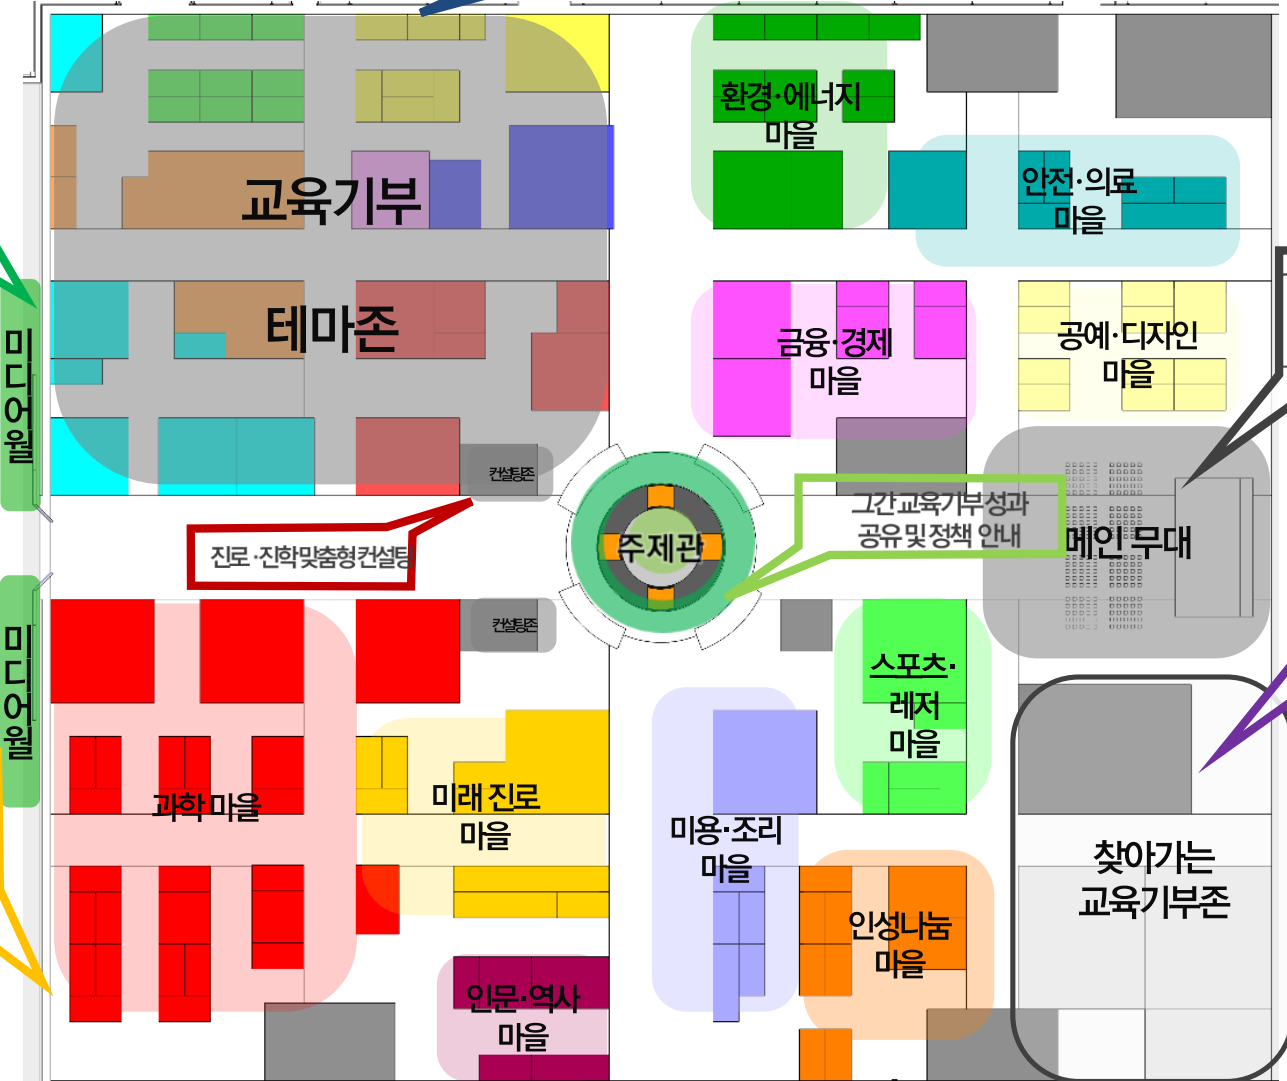 교육기부
테마존
환경·에너지
마을
안전·의료
마을
금융·경제
마을
공예·디자인
마을
미디어월
컨설팅존
진로·진학 맞춤형 컨설팅
주제관
그간 교육기부 성과
공유 및 정책 안내
메인 무대
컨설팅존
미디어월
과학 마을
미래 진로
마을
스포츠·
레저
마을
미용·조리
마을
인성나눔
마을
찾아가는
교육기부존
인문·역사
마을